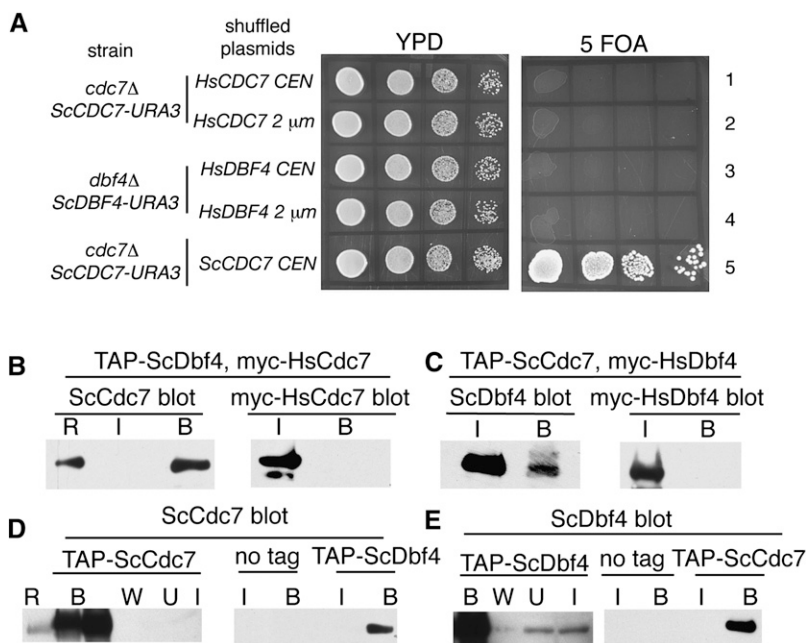 A
strain
shuffled plasmids
YPD
5 FOA
cdc7Δ
ScCDC7-URA3
HsCDC7 CEN
1
HsCDC7 2 μm
2
dbf4Δ
ScDBF4-URA3
HsDBF4 CEN
3
HsDBF4 2 μm
4
cdc7Δ
ScCDC7-URA3
ScCDC7 CEN
5
B
TAP-ScDbf4, myc-HsCdc7
ScCdc7 blot
myc-HsCdc7 blot
R I B I B
C
TAP-ScCdc7, myc-HsDbf4
ScDbf4 blot
myc-HsDbf4 blot
I B I B
D
ScCdc7 blot
TAP-ScCdc7
no tag
TAP-ScDbf4
R B W U I I B I B
E
ScDbf4 blot
TAP-ScDbf4
no tag
TAP-ScCdc7
B W U I I B I B